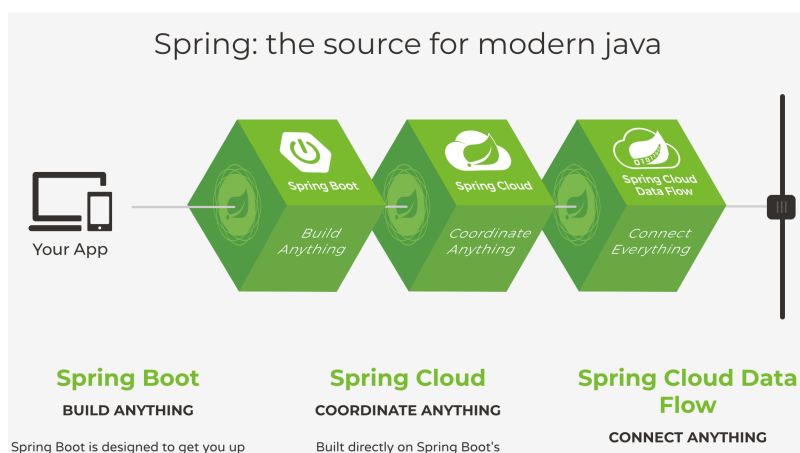 Spring: the source for modern java
Spring Boot
Spring Cloud
Spring Cloud
Data Flow
Build
Anything
Coordinate
Anything
Connect
Everything
Your App
Spring Boot
BUILD ANYTHING
Spring Boot is designed to get you up
Spring Cloud
COORDINATE ANYTHING
Built directly on Spring Boot's
Spring Cloud Data
Flow
CONNECT ANYTHING